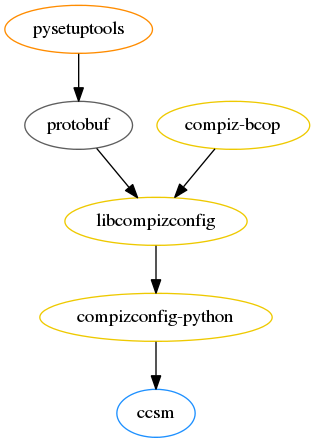 pysetuptools
protobuf
compiz-bcop
libcompizconfig
compizconfig-python
ccsm